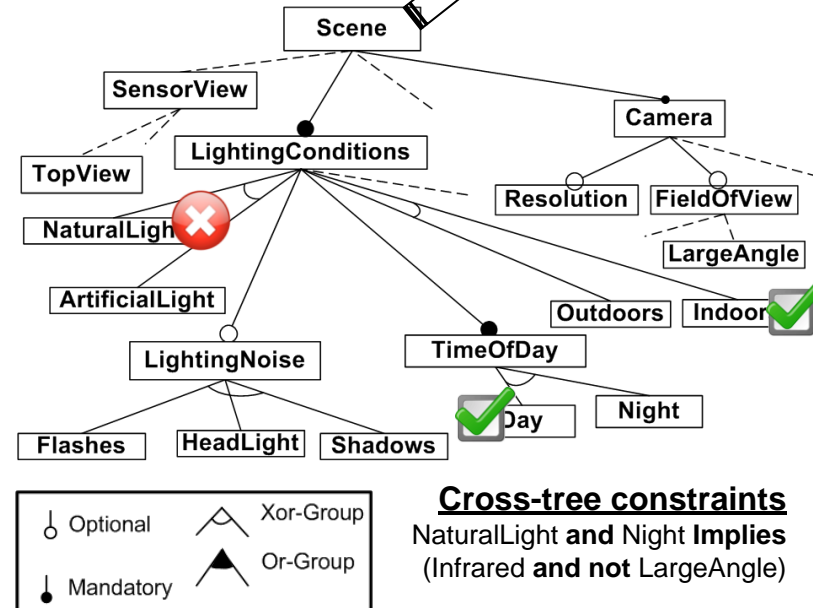 Scene
SensorView
Camera
LightingConditions
TopView
Resolution
FieldOfView
NaturalLigh
LargeAngle
ArtificialLight
Outdoors
Indoor
LightingNoise
TimeOfDay
Day
Night
Flashes
HeadLight
Shadows
Optional
Xor-Group
Mandatory
Or-Group
Cross-tree constraints
NaturalLight and Night Implies
(Infrared and not LargeAngle)